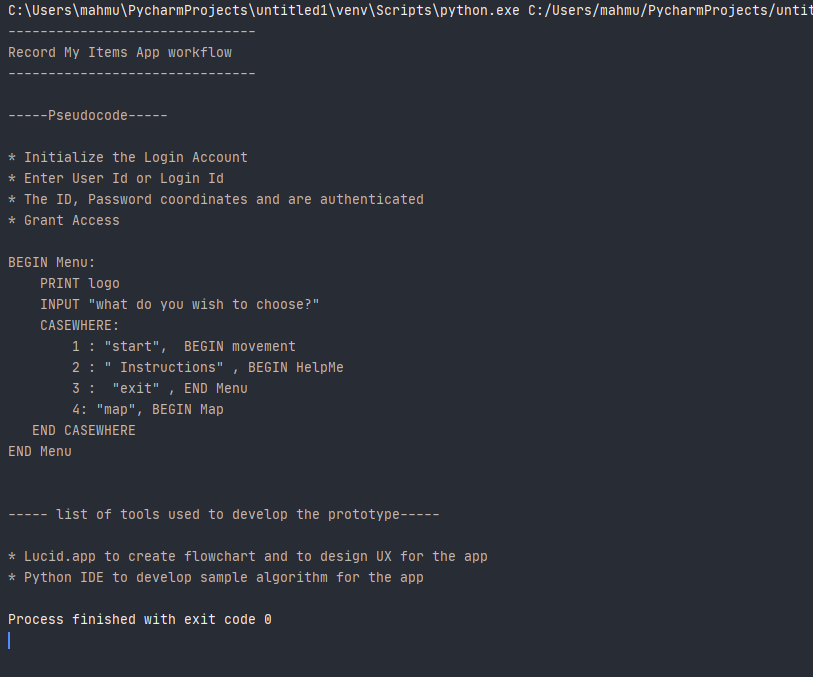 C:\Users\mahmu\PycharmProjects\untitled1\venv\Scripts\python.exe C:/Users/mahmu/PycharmProjects/untit
-------------------------------
Record My Items App workflow
-------------------------------
-----Pseudocode-----
* Initialize the Login Account
* Enter User Id or Login Id
* The ID, Password coordinates and are authenticated
* Grant Access
BEGIN Menu:
    PRINT logo
    INPUT "what do you wish to choose?"
    CASEWHERE:
        1 : "start",  BEGIN movement
        2 : " Instructions" , BEGIN HelpMe
        3 :  "exit" , END Menu
        4: "map", BEGIN Map
   END CASEWHERE
END Menu
----- list of tools used to develop the prototype-----
* Lucid.app to create flowchart and to design UX for the app
* Python IDE to develop sample algorithm for the app
Process finished with exit code 0